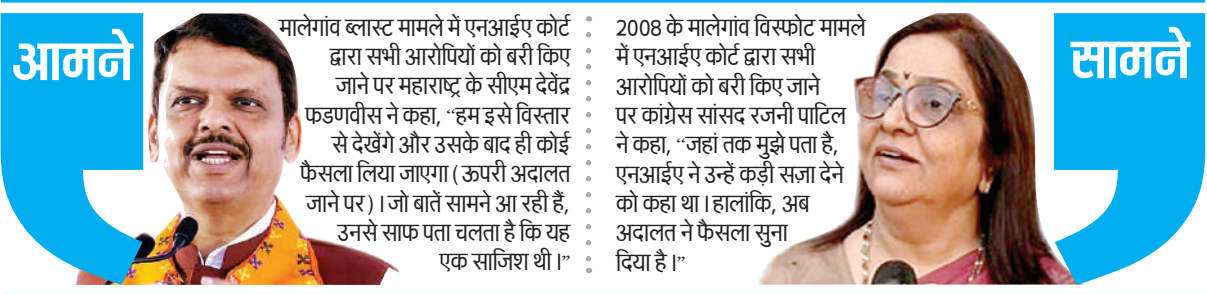 आमने
मालेगांव ब्लास्ट मामले में एनआईए कोर्ट
द्वारा सभी आरोपियों को बरी किए
जाने पर महाराष्ट्र के सीएम देवेंद्र
फडणवीस ने कहा, “हम इसे विस्तार
से देखेंगे और उसके बाद ही कोई
फैसला लिया जाएगा (ऊपरी अदालत
जाने पर)। जो बातें सामने आ रही हैं,
उनसे साफ पता चलता है कि यह
एक साजिश थी।”
2008 के मालेगांव विस्फोट मामले
में एनआईए कोर्ट द्वारा सभी
आरोपियों को बरी किए जाने
पर कांग्रेस सांसद रजनी पाटिल
ने कहा, “जहां तक मुझे पता है,
एनआईए ने उन्हें कड़ी सज़ा देने
को कहा था। हालांकि, अब
अदालत ने फैसला सुना
दिया है।”
सामने